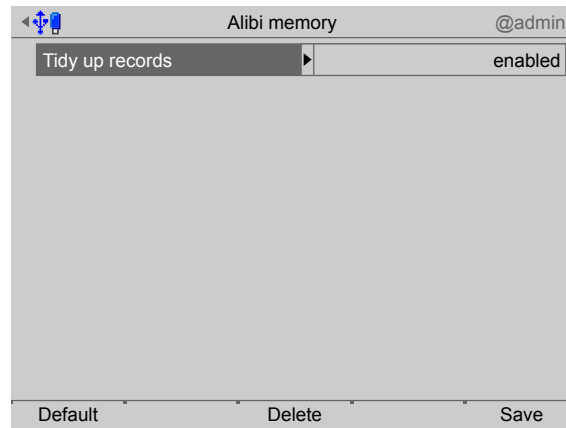 Alibi memory @admin
Tidy up records enabled
Default Delete Save